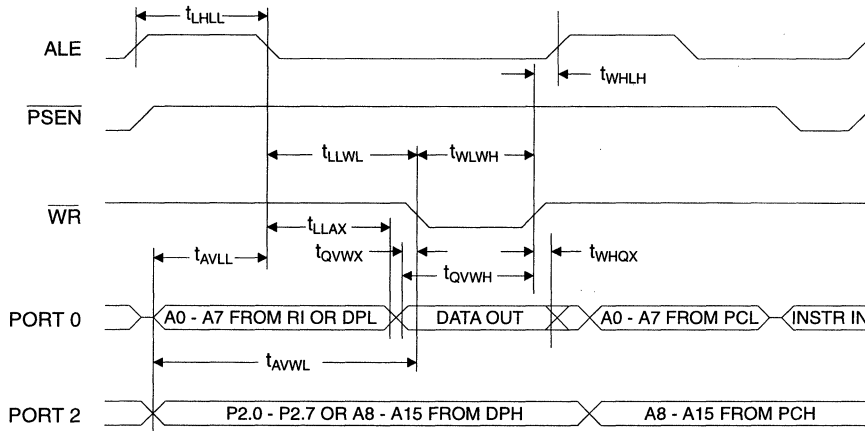 tLHLL
ALE
tWHLH
PSEN
tLLWL
tWLWH
WR
tLLAX
tAVLL
tQVWX
tWHQX
tQVWH
PORT 0
A0 - A7 FROM RI OR DPL
DATA OUT
A0 - A7 FROM PCL
INSTR IN
tAVWL
PORT 2
P2.0 - P2.7 OR A8 - A15 FROM DPH
A8 - A15 FROM PCH